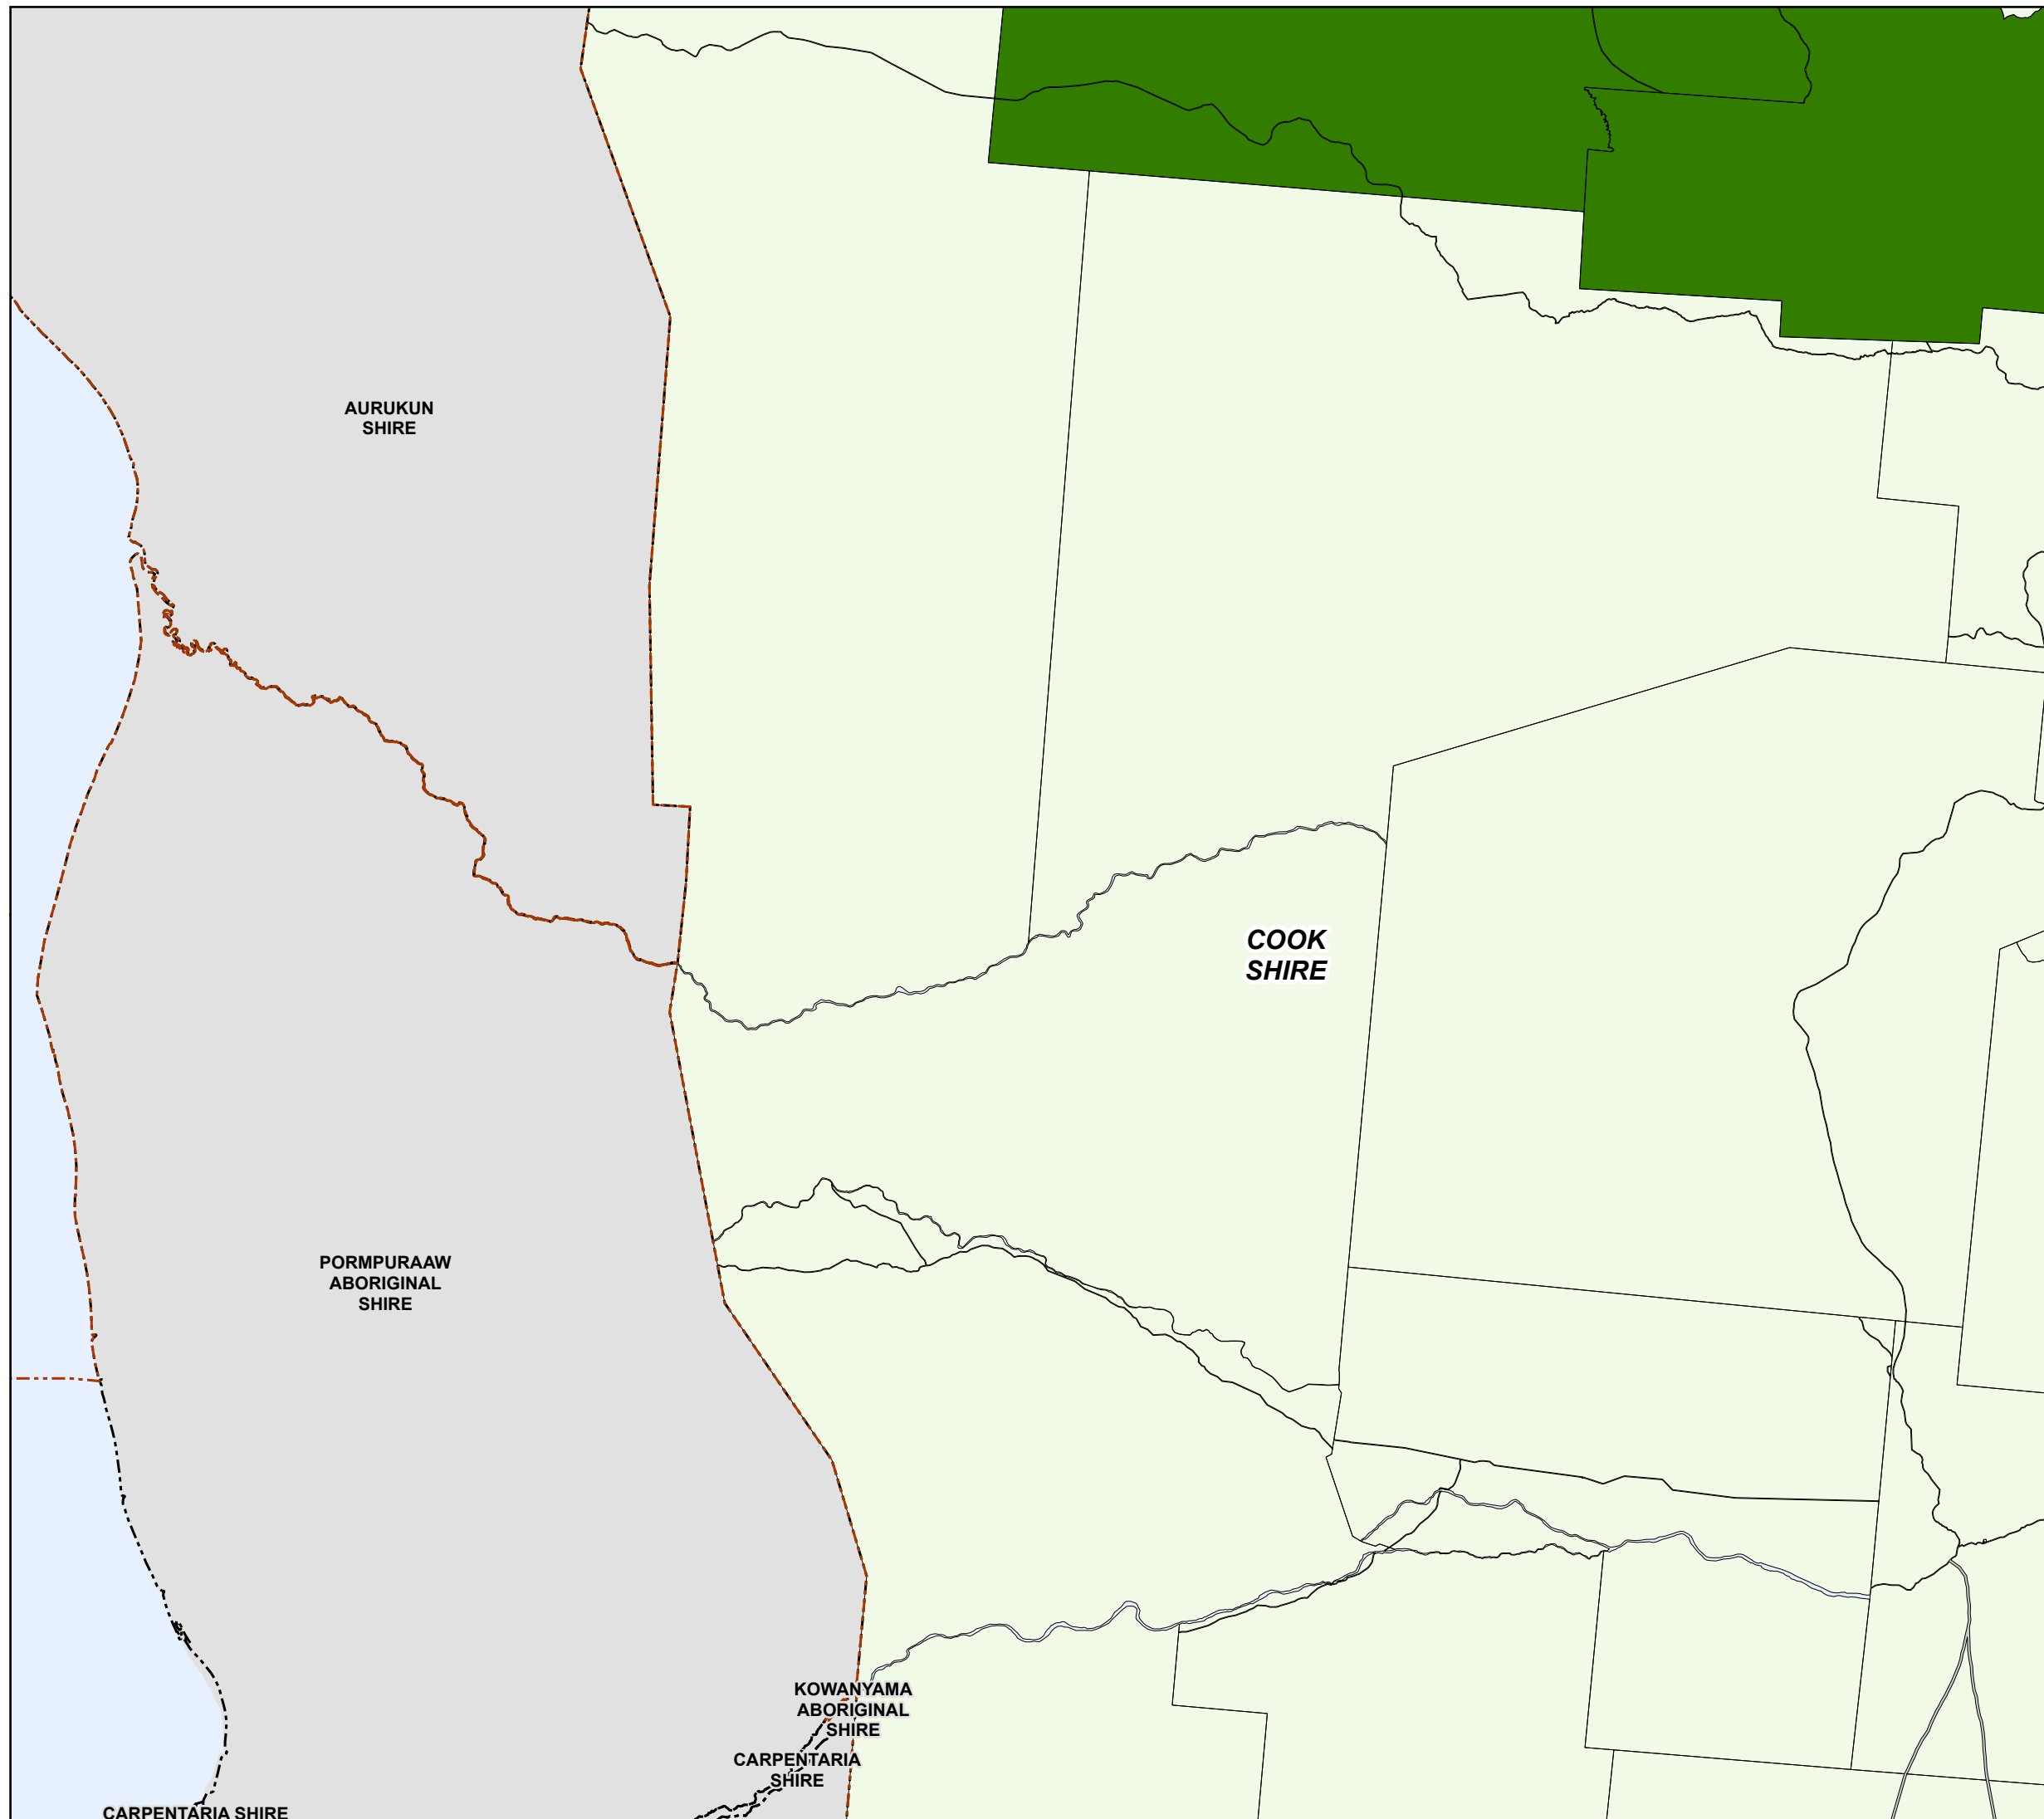 AURUKUN
SHIRE
COOK
SHIRE
PORMPURAAW
ABORIGINAL
SHIRE
KOWANYAMA
ABORIGINAL
SHIRE
CARPENTARIA
SHIRE
CARPENTARIA SHIRE